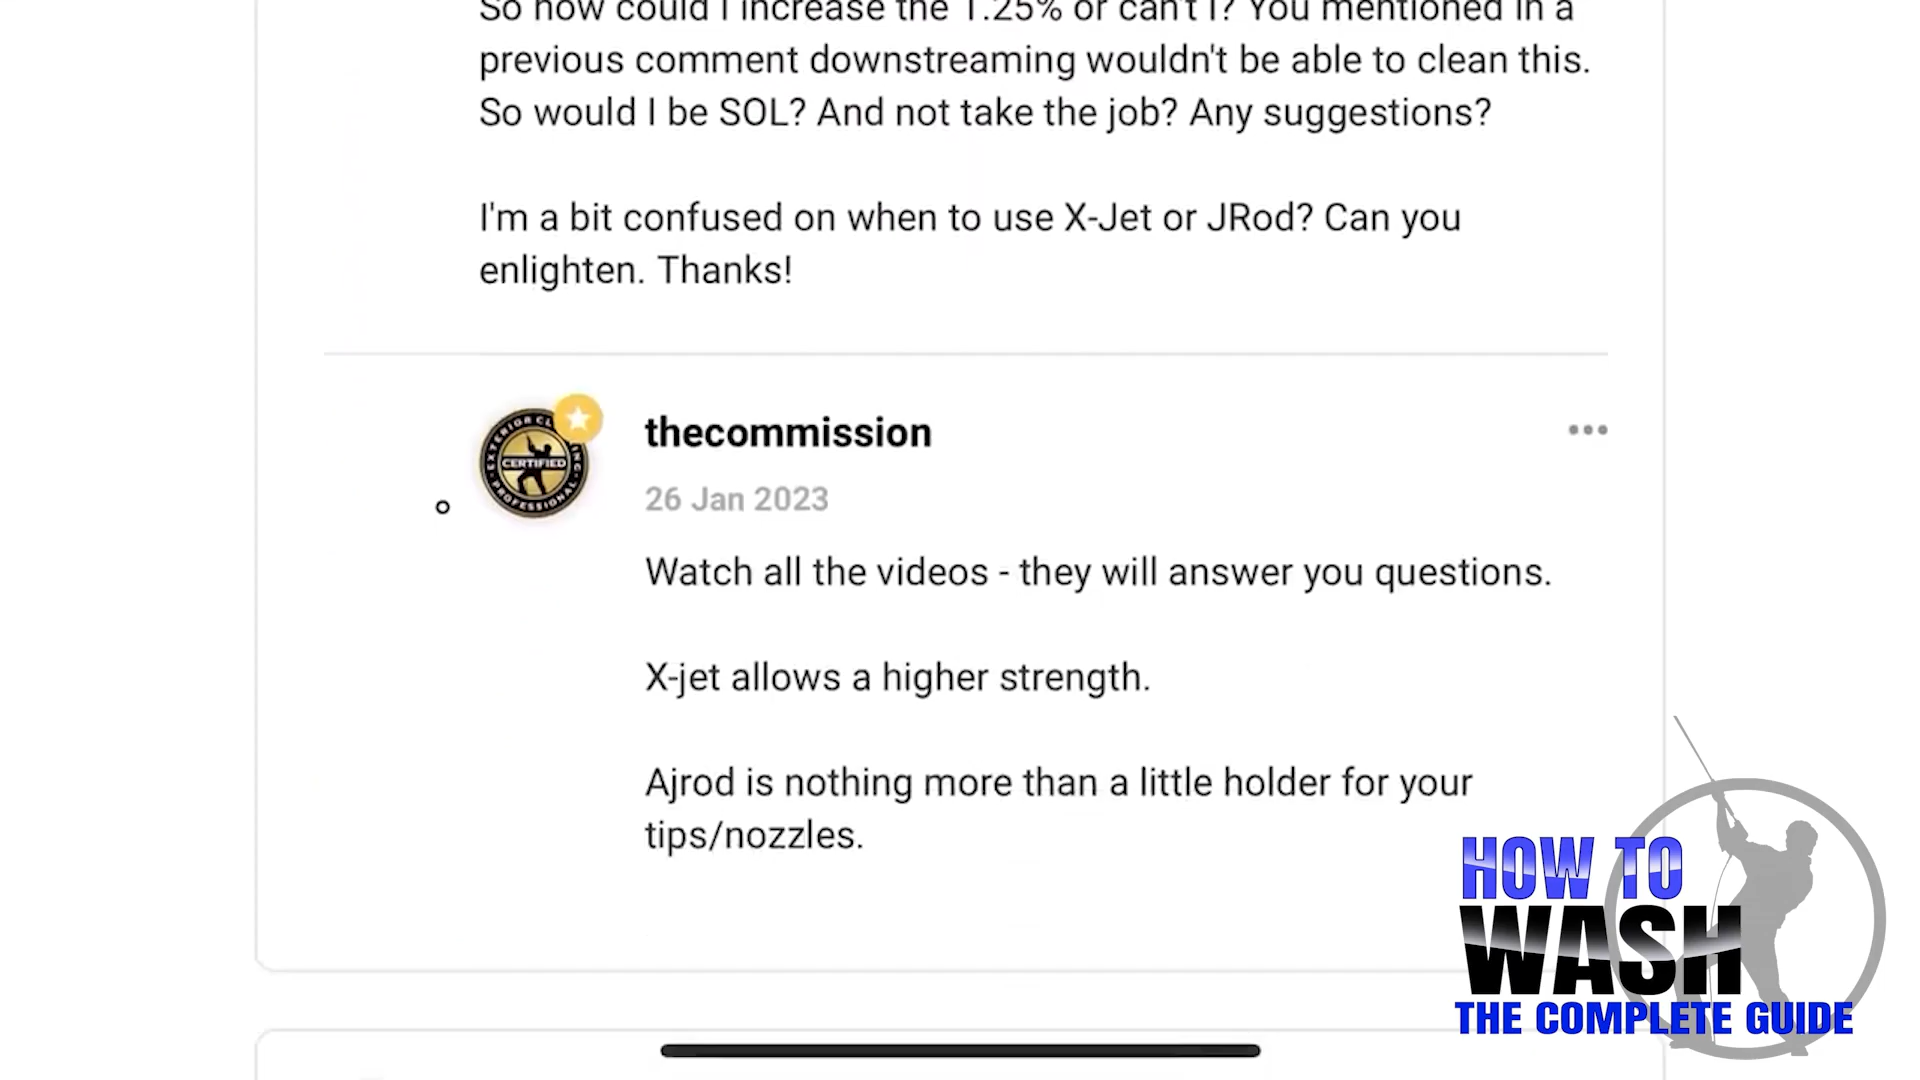 So how could I increase the 1.25% or can't I? You mentioned in a
previous comment downstreaming wouldn't be able to clean this.
So would I be SOL? And not take the job? Any suggestions?
I'm a bit confused on when to use X-Jet or JRod? Can you
enlighten. Thanks!
thecommission
26 Jan 2023
CERTIFIED
PROFESSIONAL
Watch all the videos - they will answer you questions.
X-jet allows a higher strength.
Ajrod is nothing more than a little holder for your
tips/nozzles.
HOW TO
WASH
THE COMPLETE GUIDE